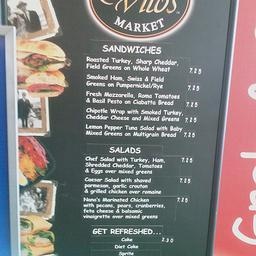 MARKET
SANDWICHES
Roasted Turkey, Sharp Cheddar,
Field Greens on Whole Wheat 7.25
Smoked Ham, Swiss & Field
Greens on Pumpernickel/Rye 7.25
Fresh Mozzarella, Roma Tomatoes
& Basil Pesto on Ciabatta Bread 7.25
Chipotle Wrap with Smoked Turkey,
Cheddar Cheese and Mixed Greens 7.25
Lemon Pepper Tuna Salad with Baby
Mixed Greens on Multigrain Bread 7.25
SALADS
Chef Salad with Turkey, Ham, 7.25
Shredded Cheddar, Tomatoes
& Eggs over mixed greens
Caesar Salad with shaved 7.25
parmesan, garlic crouton
& grilled chicken over romaine
Nana's Marinated Chicken 7.25
with pecans, pears, cranberries,
feta cheese & balsamic
vinaigrette over mixed greens
GET REFRESHED...
Coke 2.50
Diet Coke
Sprite